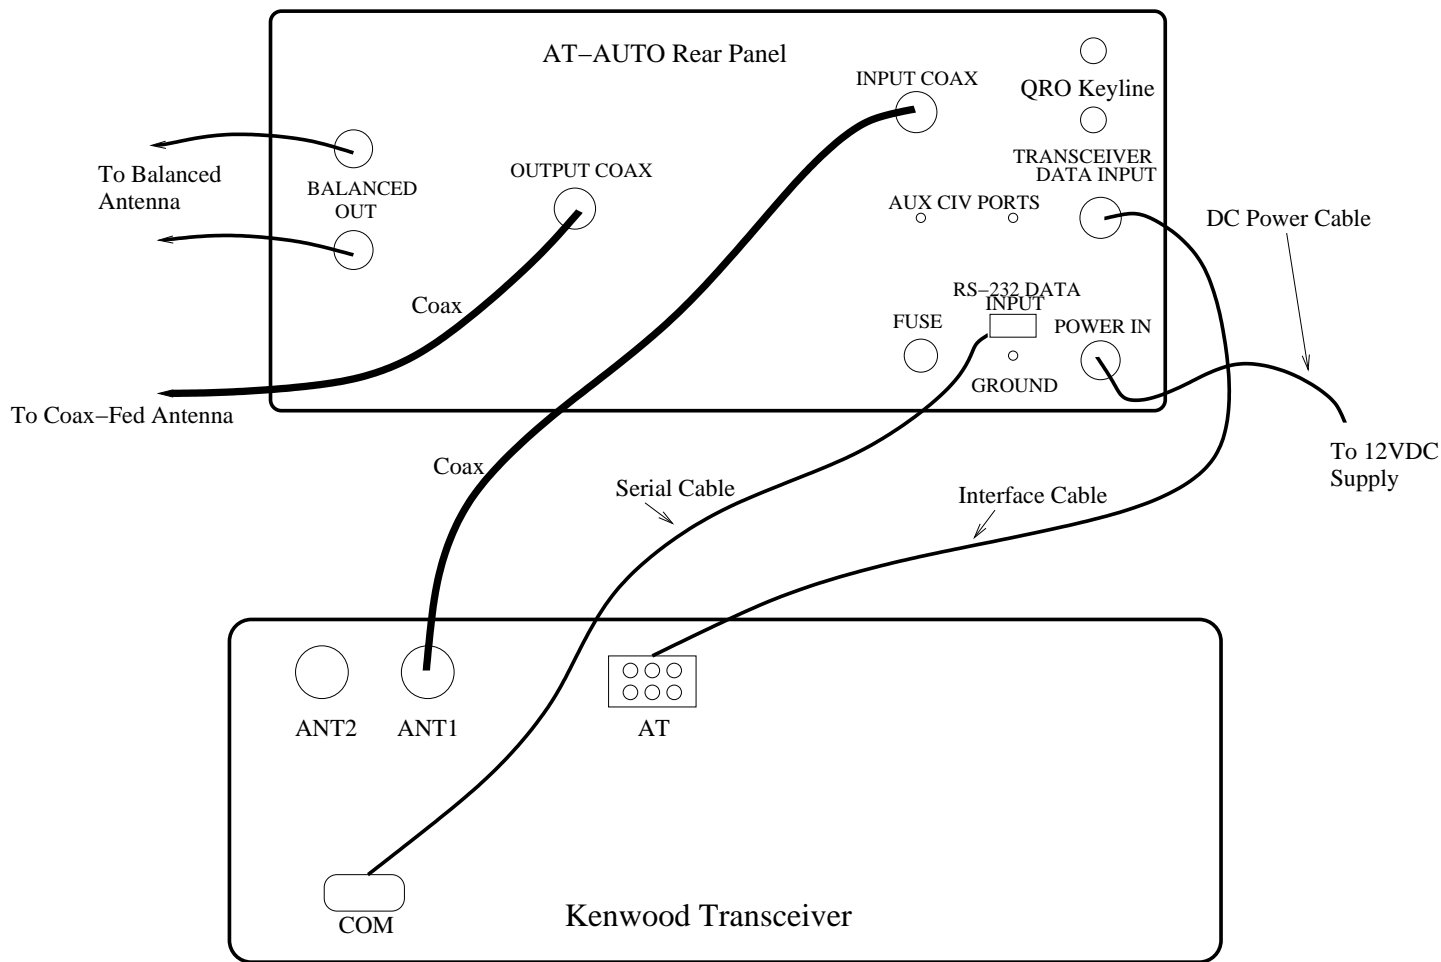 AT−AUTO Rear Panel
INPUT COAX
QRO Keyline
To Balanced
Antenna
BALANCED
OUT
OUTPUT COAX
TRANSCEIVER
DATA INPUT
AUX CIV PORTS
DC Power Cable
Coax
RS−232 DATA
INPUT
FUSE
POWER IN
GROUND
To Coax−Fed Antenna
To 12VDC
Supply
Coax
Serial Cable
Interface Cable
ANT2
ANT1
AT
COM
Kenwood Transceiver